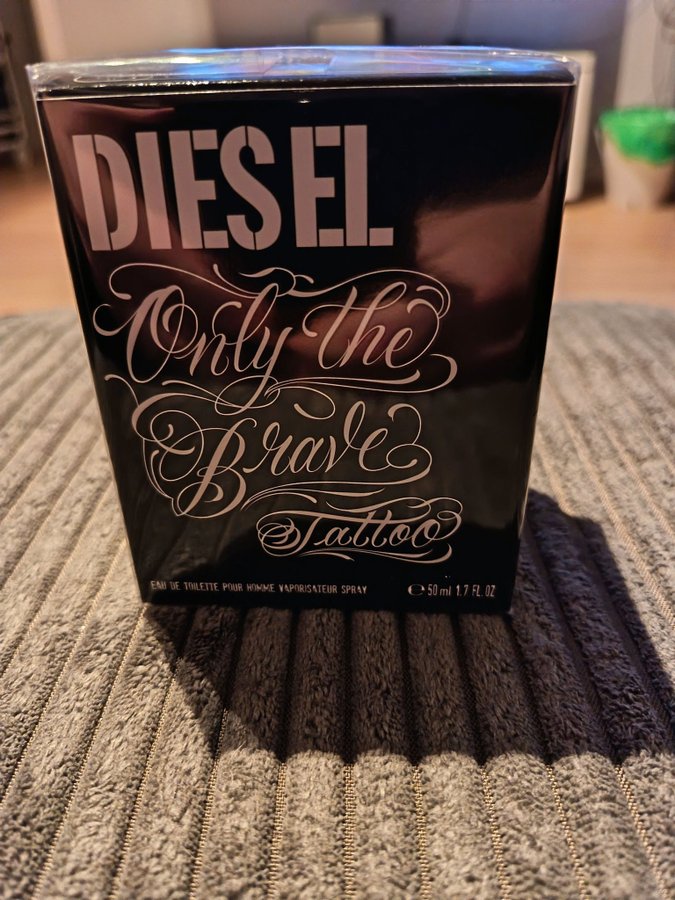 DIESEL
Only the
Brave
Tattoo
EAU DE TOILETTE POUR HOMME VAPORISATEUR SPRAY ℮ 50 ml 1.7 FL.OZ